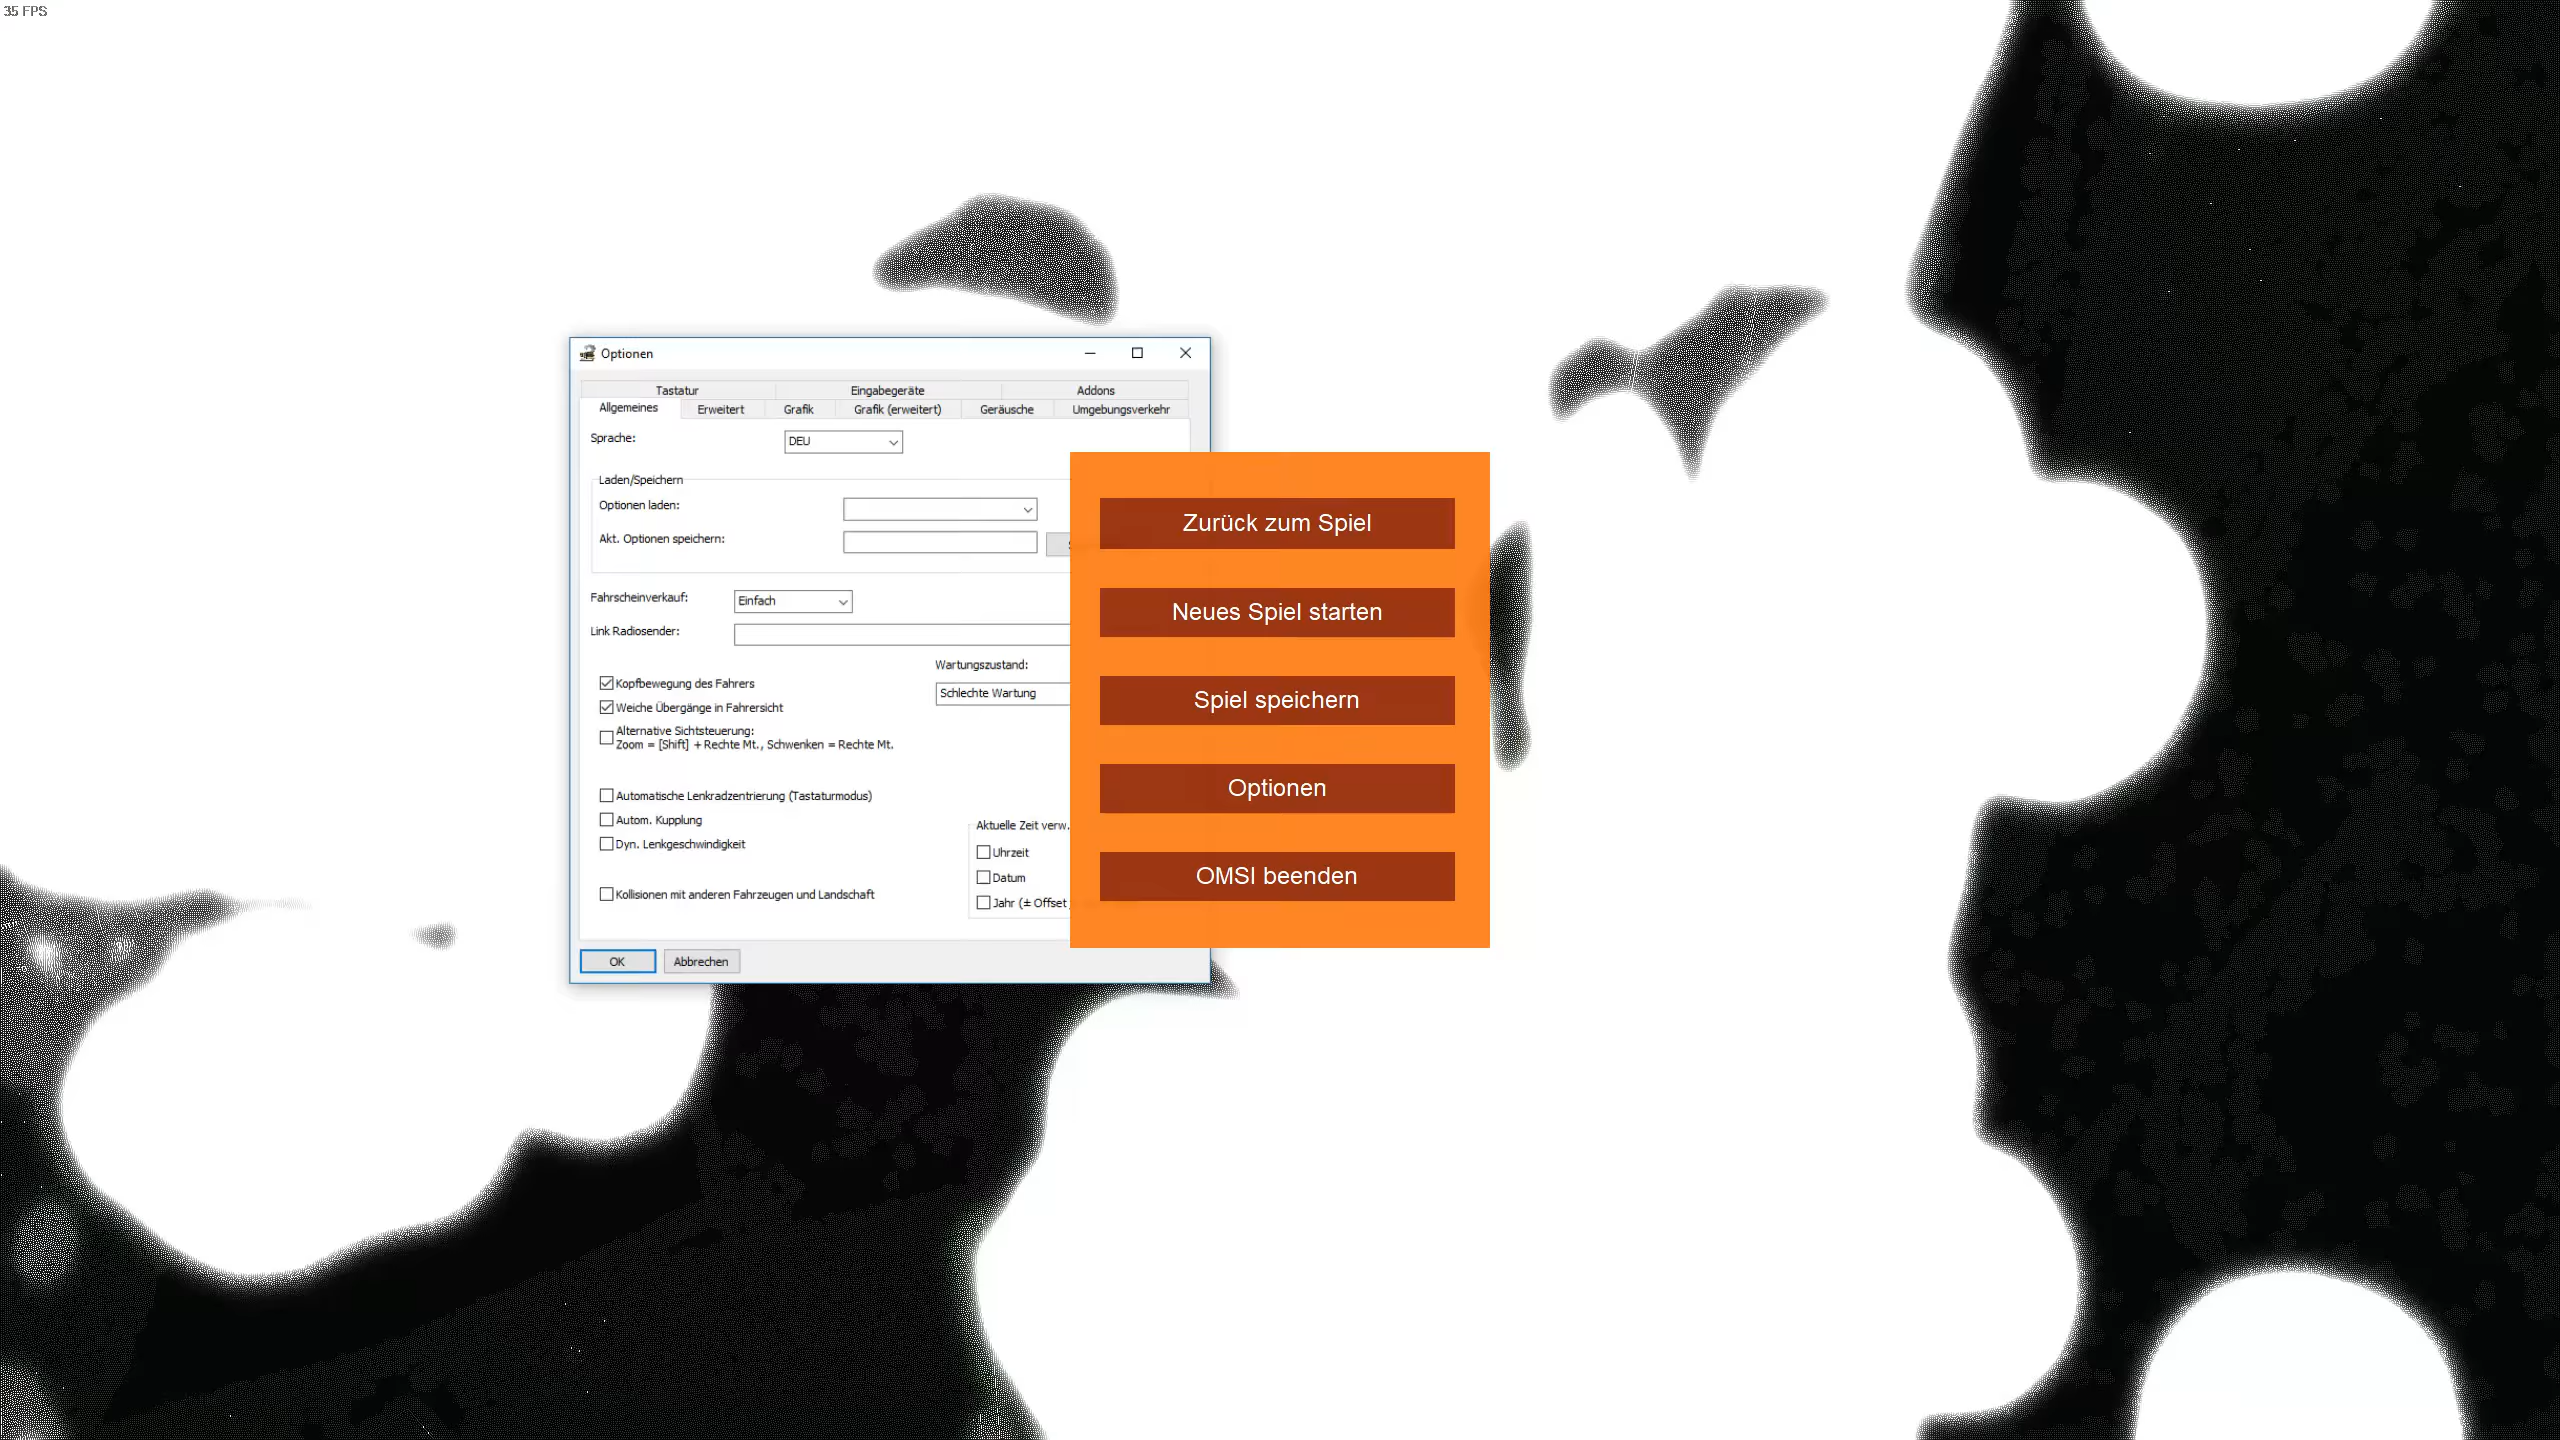 35 FPS
Optionen
Tastatur Eingabegeräte Addons
Allgemeines Erweitert Grafik Grafik (erweitert) Geräusche Umgebungsverkehr
Sprache: DEU
Laden/Speichern
Optionen laden:
Akt. Optionen speichern:
Fahrscheinverkauf: Einfach
Link Radiosender:
Wartungszustand:
Schlechte Wartung
Kopfbewegung des Fahrers
Weiche Übergänge in Fahrersicht
Alternative Sichtsteuerung:
Zoom = [Shift] + Rechte Mt., Schwenken = Rechte Mt.
Automatische Lenkradzentrierung (Tastaturmodus)
Autom. Kupplung
Dyn. Lenkgeschwindigkeit
Kollisionen mit anderen Fahrzeugen und Landschaft
Aktuelle Zeit verw.
Uhrzeit
Datum
Jahr (± Offset
OK Abbrechen
Zurück zum Spiel
Neues Spiel starten
Spiel speichern
Optionen
OMSI beenden